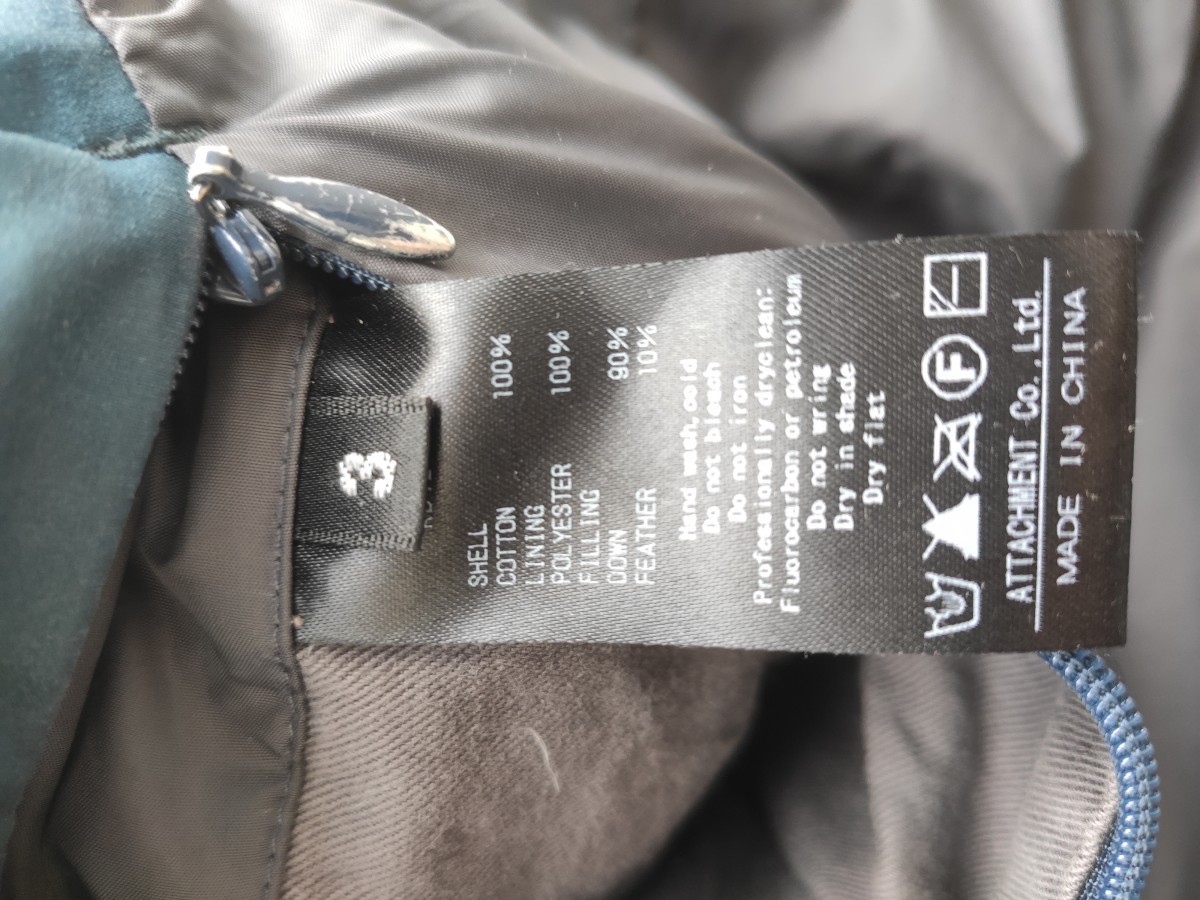 3
SHELL
COTTON 100%
LINING
POLYESTER 100%
FILLING
DOWN 90%
FEATHER 10%
Hand wash,cold
Do not bleach
Do not iron
Professionally dryclean:
Fluorocarbon or petroleum
Do not wring
Dry in shade
Dry flat
F
ATTACHMENT Co.,Ltd.
MADE IN CHINA